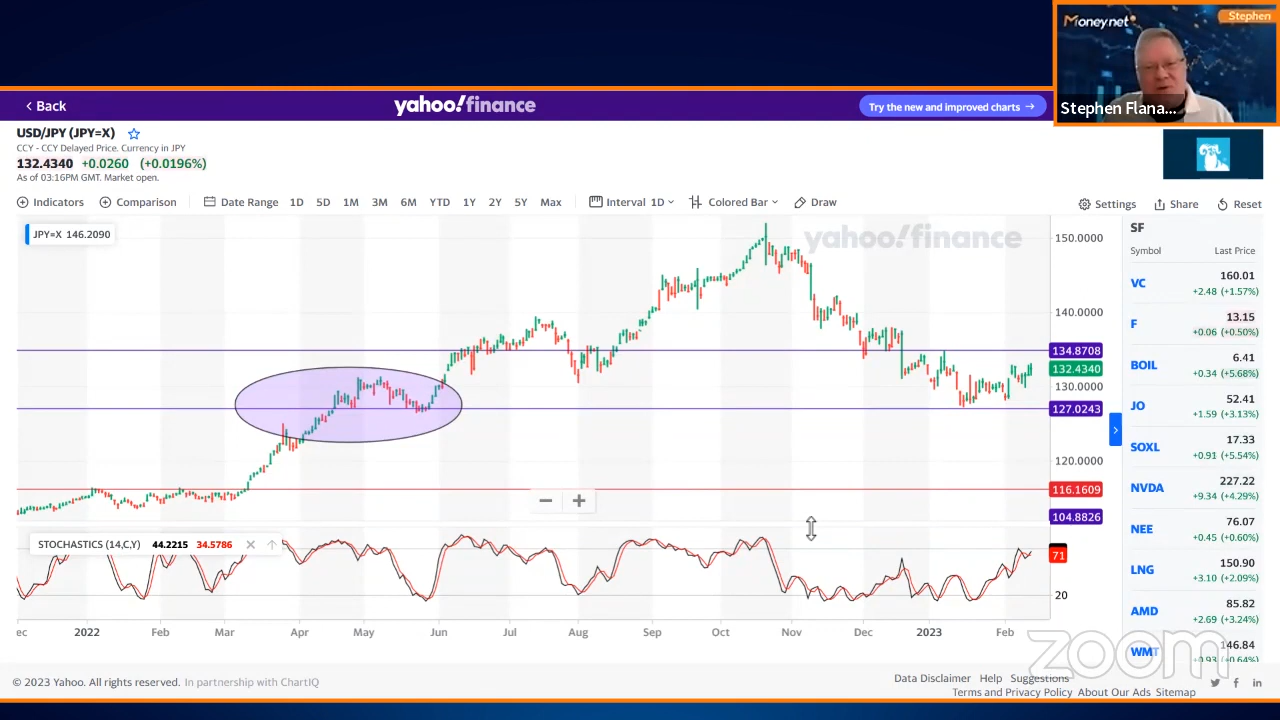 Money.net
Stephen
Stephen Flana...
Back
yahoo!finance
Try the new and improved charts →
USD/JPY (JPY=X)
CCY - CCY Delayed Price. Currency in JPY
132.4340 +0.0260 (+0.0196%)
As of 03:16PM GMT. Market open.
Indicators Comparison Date Range 1D 5D 1M 3M 6M YTD 1Y 2Y 5Y Max Interval 1D Colored Bar Draw Settings Share Reset
JPY=X 146.2090
yahoo!finance
150.0000
140.0000
134.8708
132.4340
130.0000
127.0243
120.0000
116.1609
104.8826
STOCHASTICS (14,C,Y) 44.2215 34.5786
71
20
ec 2022 Feb Mar Apr May Jun Jul Aug Sep Oct Nov Dec 2023 Feb
SF
Symbol Last Price
VC 160.01
+2.48 (+1.57%)
F 13.15
+0.06 (+0.50%)
BOIL 6.41
+0.34 (+5.68%)
JO 52.41
+1.59 (+3.13%)
SOXL 17.33
+0.91 (+5.54%)
NVDA 227.22
+9.34 (+4.29%)
NEE 76.07
+0.45 (+0.60%)
LNG 150.90
+3.10 (+2.09%)
AMD 85.82
+2.69 (+3.24%)
WMT 146.84
+0.93 (+0.64%)
zoom
© 2023 Yahoo. All rights reserved. In partnership with ChartIQ
Data Disclaimer Help Suggestions
Terms and Privacy Policy About Our Ads Sitemap